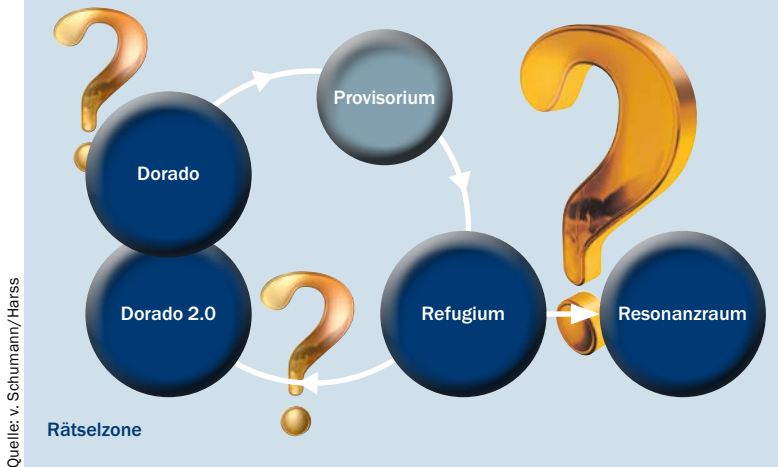 Provisorium
Dorado
Dorado 2.0
Refugium
Resonanzraum
Rätselzone
Quelle: v. Schumann/Harss